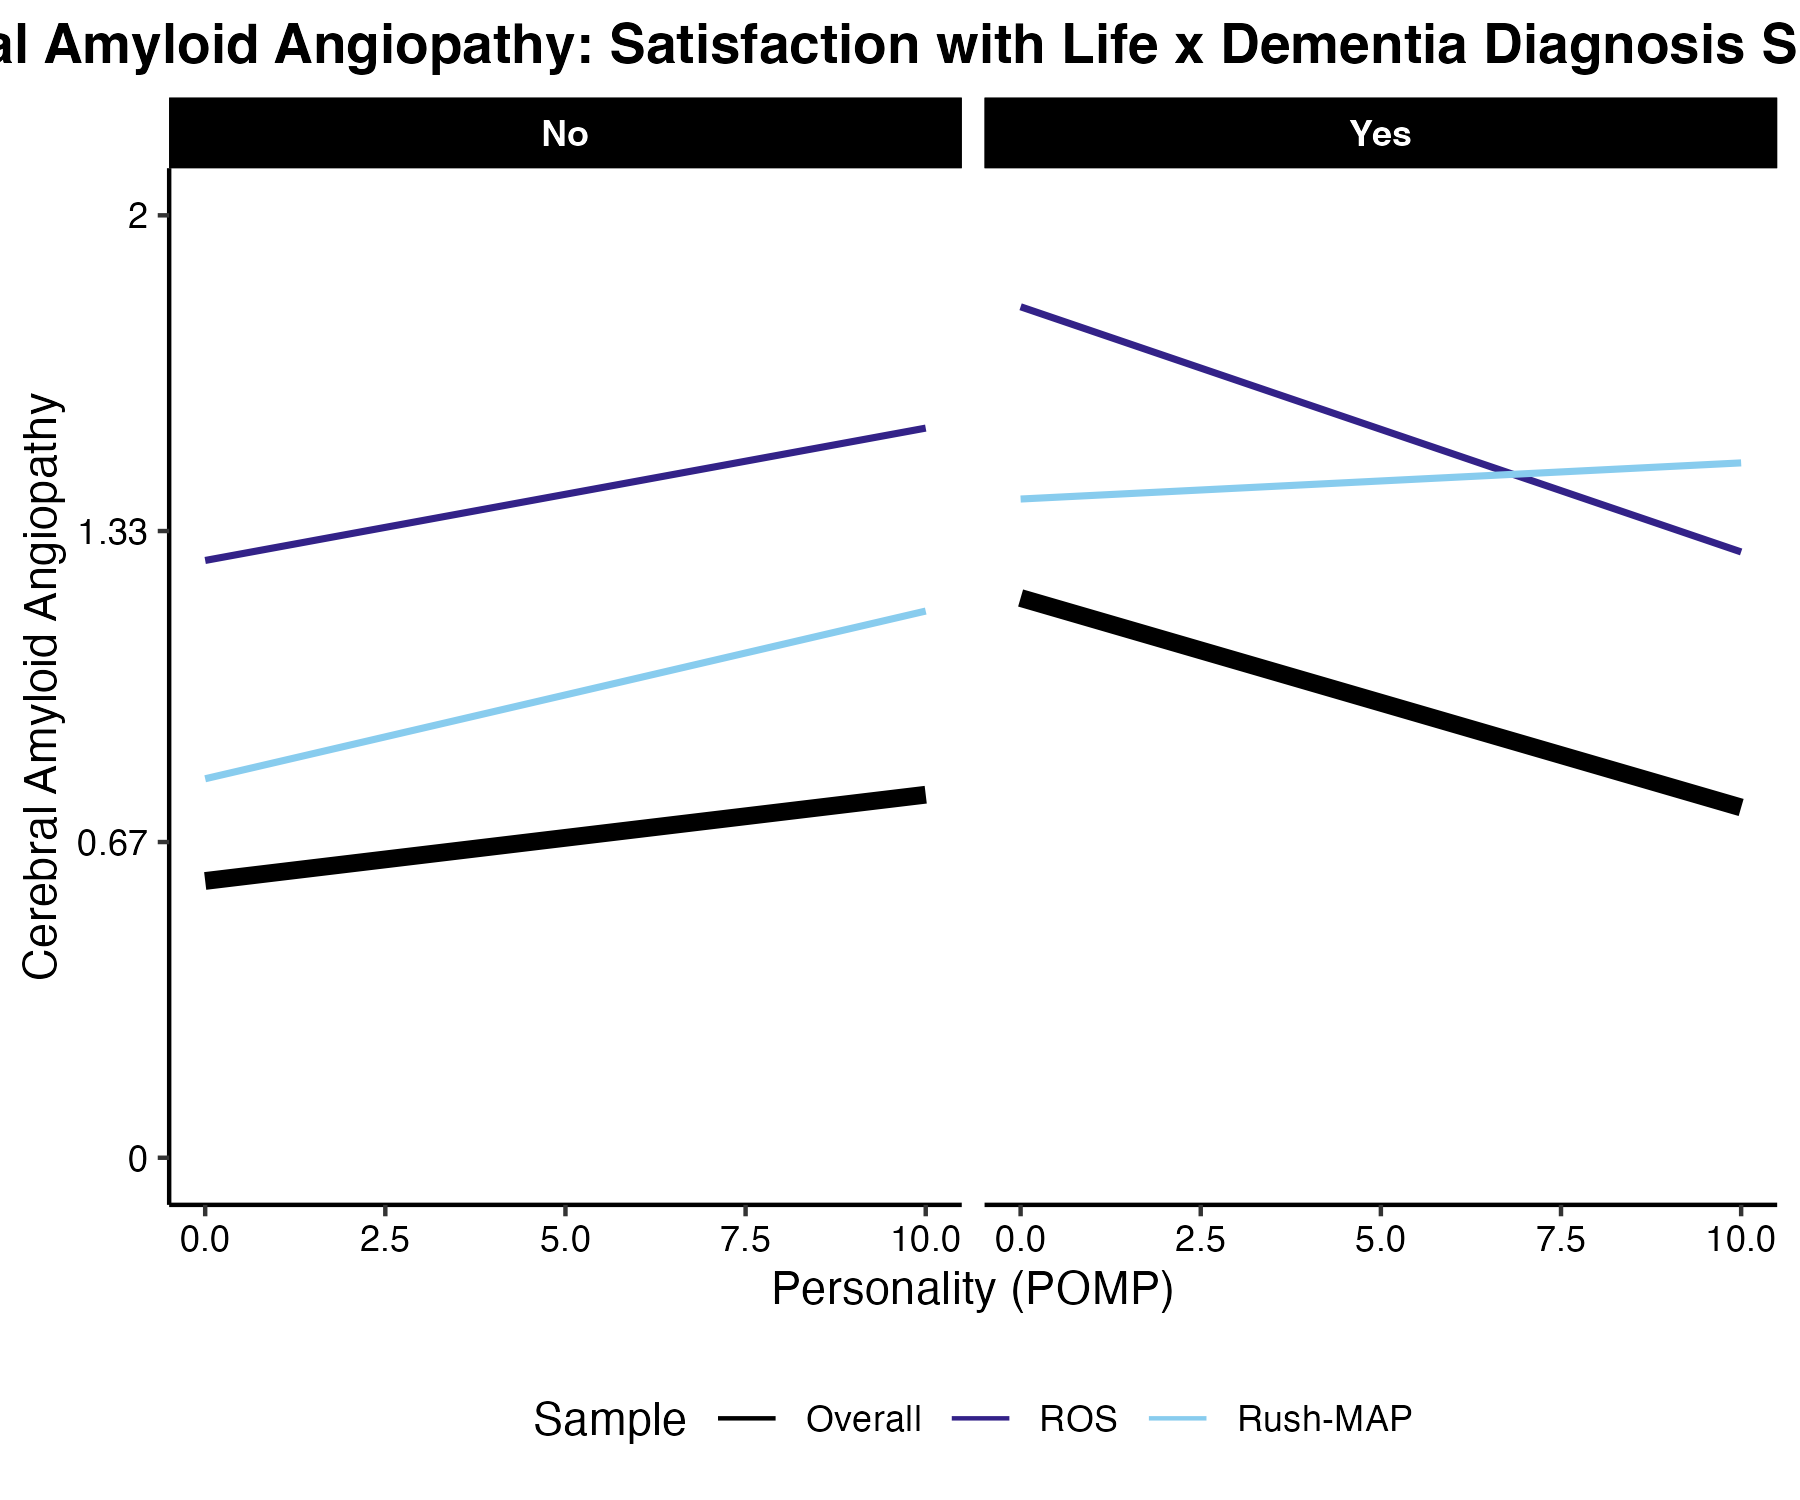 al Amyloid Angiopathy: Satisfaction with Life x Dementia Diagnosis S
No
Yes
Cerebral Amyloid Angiopathy
2
1.33
0.67
0
0.0 2.5 5.0 7.5 10.0 0.0 2.5 5.0 7.5 10.0
Personality (POMP)
Sample Overall ROS Rush-MAP